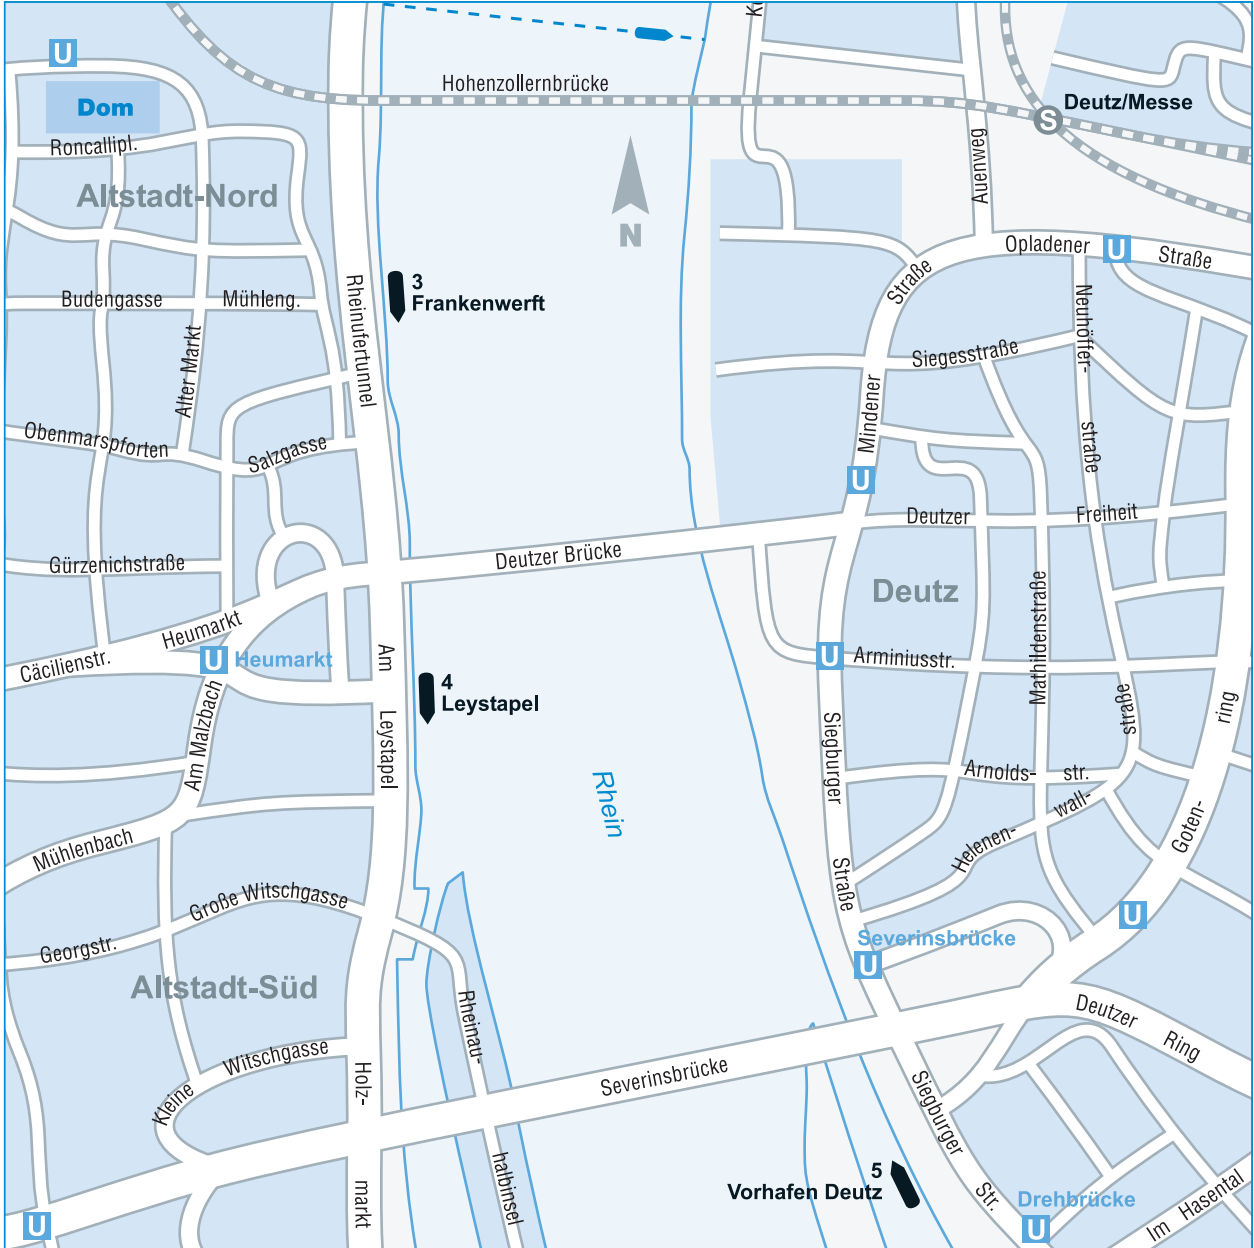 U
Dom
Hohenzollernbrücke
Deutz/Messe
S
Roncallipl.
Altstadt-Nord
Auenweg
N
Opladener
U
Straße
Straße
3
Frankenwerft
Budengasse
Mühleng.
Rheinufertunnel
Alter Markt
Neuhöffer-
straße
Siegesstraße
Mindener
Obenmarspforten
Salzgasse
U
Deutzer
Freiheit
Gürzenichstraße
Deutzer Brücke
Deutz
Mathildenstraße
Heumarkt
Cäcilienstr.
U
Heumarkt
Am
Leystapel
U
Arminiusstr.
4
Leystapel
Am Malzbach
straße
ring
Siegburger
Straße
Rhein
Arnolds-
str.
Helenen-
wall-
Goten-
Mühlenbach
Große Witschgasse
Georgstr.
U
Severinsbrücke
U
Altstadt-Süd
Rheinau-
halbinsel
Deutzer
Ring
Kleine
Witschgasse
Holz-
markt
Severinsbrücke
Siegburger
Str.
5
Vorhafen Deutz
Drehbrücke
U
Im Hasental
U